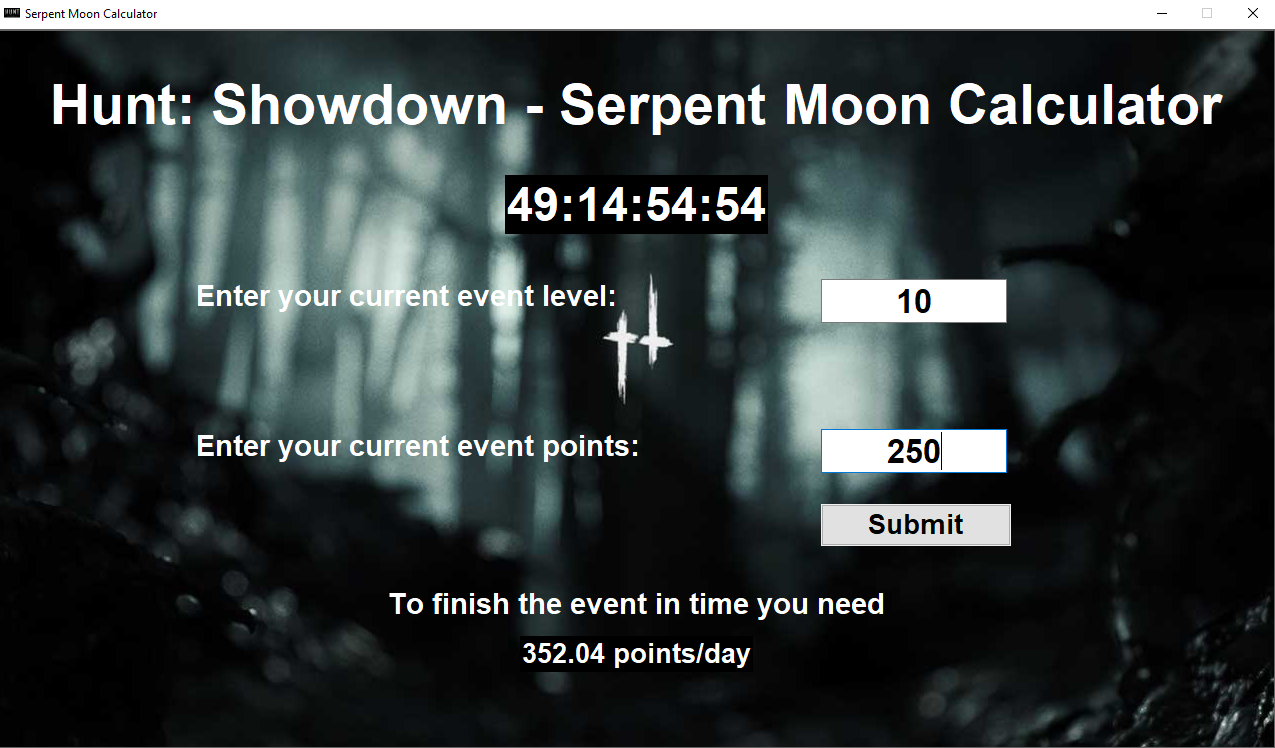 HUNT Serpent Moon Calculator
Hunt: Showdown - Serpent Moon Calculator
49:14:54:54
Enter your current event level: 10
Enter your current event points: 250
Submit
To finish the event in time you need
352.04 points/day